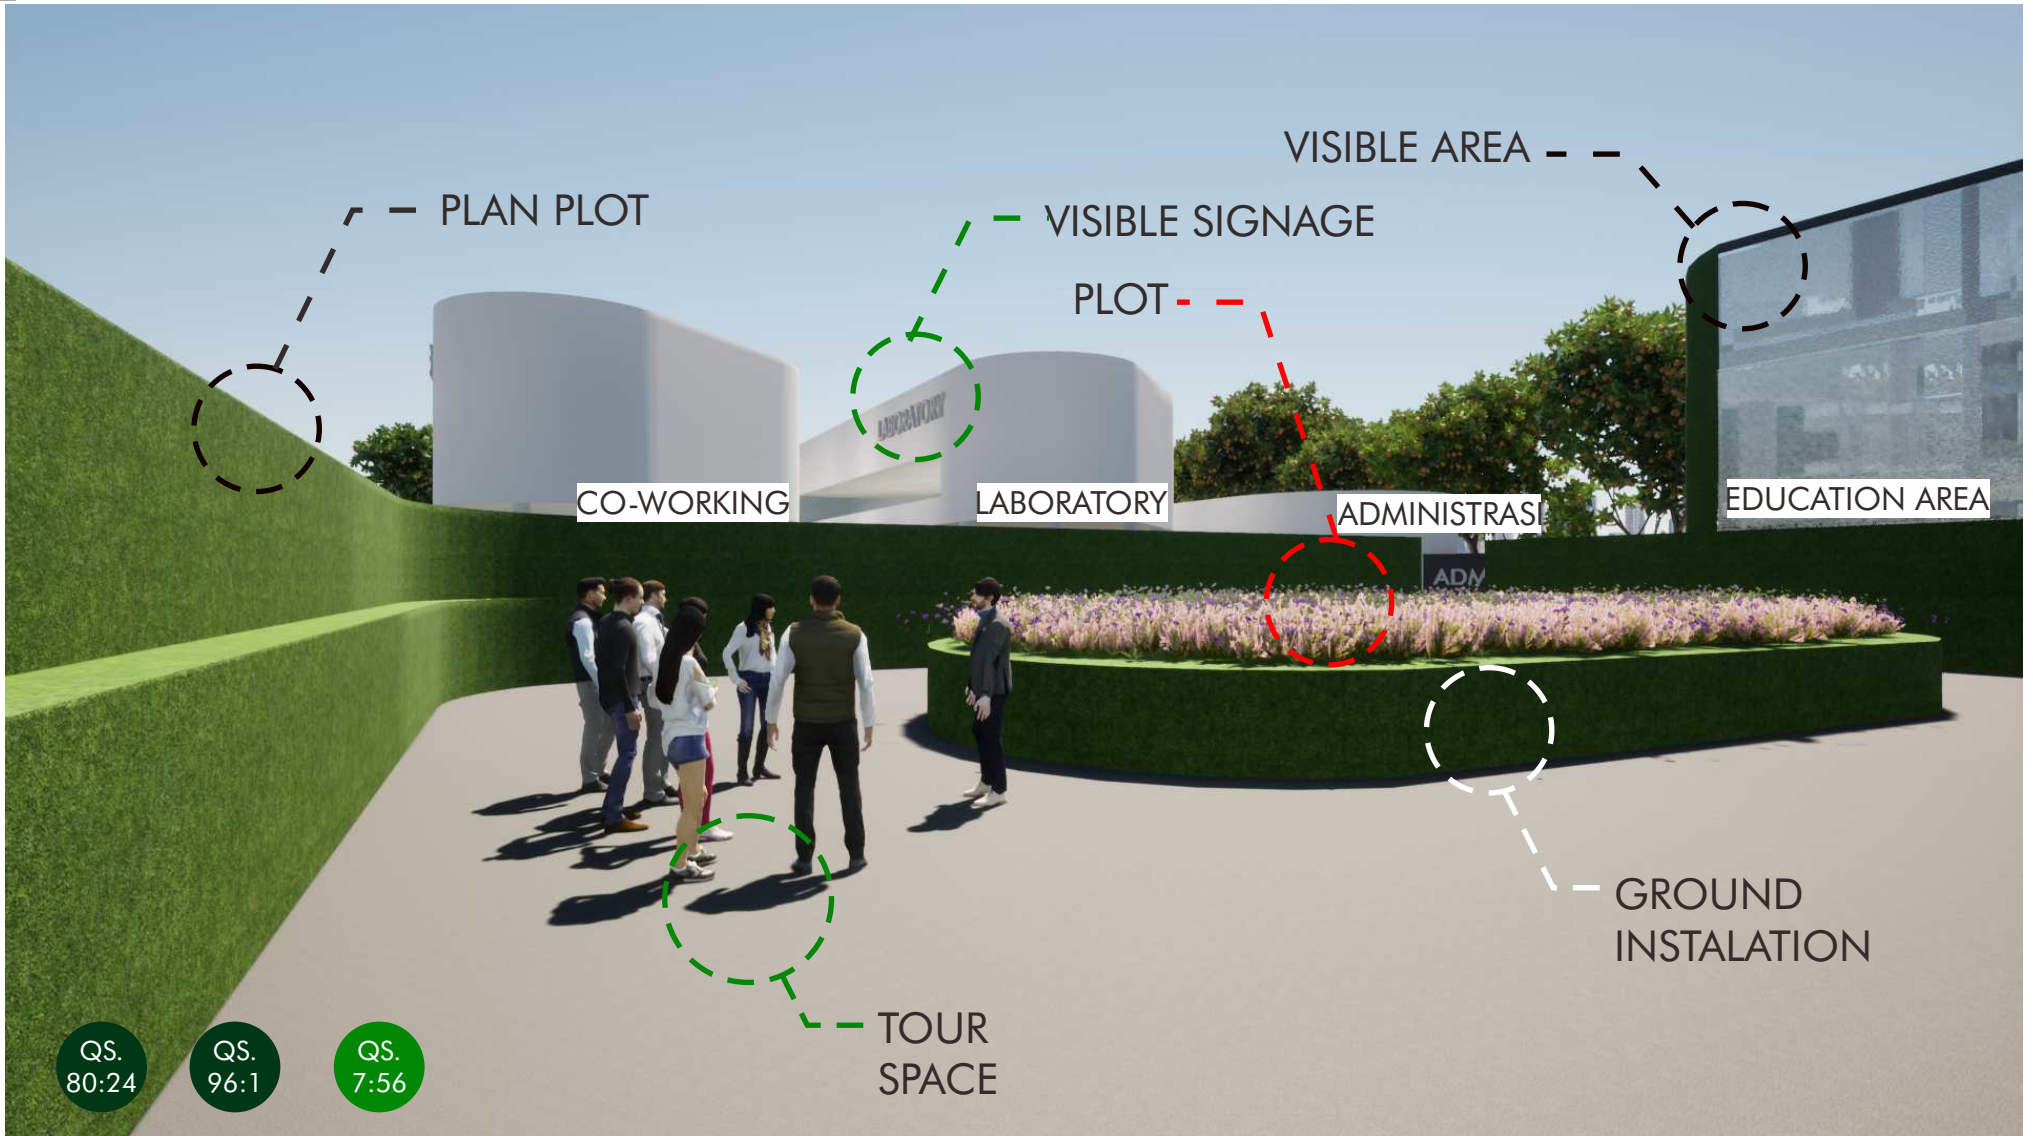 VISIBLE AREA
PLAN PLOT
VISIBLE SIGNAGE
PLOT
LABORATORY
CO-WORKING
LABORATORY
ADMINISTRASI
EDUCATION AREA
ADM
GROUND
INSTALATION
TOUR
SPACE
QS.
80:24
QS.
96:1
QS.
7:56